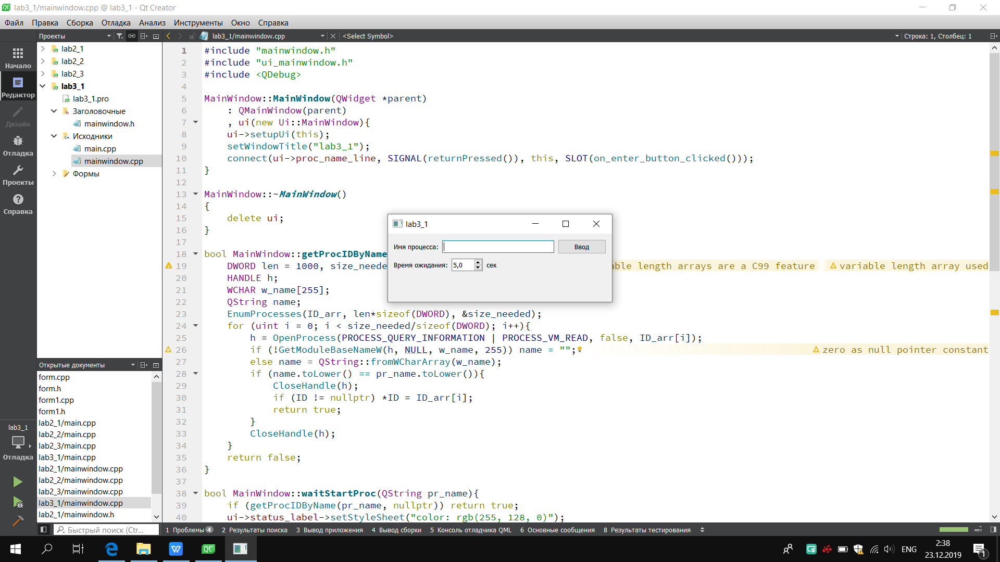 lab3_1/mainwindow.cpp @ lab3_1 - Qt Creator
Файл Правка Сборка Отладка Анализ Инструменты Окно Справка
Проекты lab3_1/mainwindow.cpp <Select Symbol> Строка: 1, Столбец: 1
Начало
Редактор
Дизайн
Отладка
Проекты
Справка
lab3_1
Отладка
lab2_1
lab2_2
lab2_3
lab3_1
lab3_1.pro
Заголовочные
mainwindow.h
Исходники
main.cpp
mainwindow.cpp
Формы
Открытые документы
form.cpp
form.h
form1.cpp
form1.h
lab2_1/main.cpp
lab2_2/main.cpp
lab2_3/main.cpp
lab3_1/main.cpp
lab2_1/mainwindow.cpp
lab2_2/mainwindow.cpp
lab2_3/mainwindow.cpp
lab3_1/mainwindow.cpp
lab2_1/mainwindow.h
1 #include "mainwindow.h"
2 #include "ui_mainwindow.h"
3 #include <QDebug>
4
5 MainWindow::MainWindow(QWidget *parent)
6 : QMainWindow(parent)
7 , ui(new Ui::MainWindow){
8 ui->setupUi(this);
9 setWindowTitle("lab3_1");
10 connect(ui->proc_name_line, SIGNAL(returnPressed()), this, SLOT(on_enter_button_clicked()));
11 }
12
13 MainWindow::~MainWindow()
14 {
15 delete ui;
16 }
17
18 bool MainWindow::getProcIDByName
19 DWORD len = 1000, size_neede ble length arrays are a C99 feature variable length array used
20 HANDLE h;
21 WCHAR w_name[255];
22 QString name;
23 EnumProcesses(ID_arr, len*sizeof(DWORD), &size_needed);
24 for (uint i = 0; i < size_needed/sizeof(DWORD); i++){
25 h = OpenProcess(PROCESS_QUERY_INFORMATION | PROCESS_VM_READ, false, ID_arr[i]);
26 if (!GetModuleBaseNameW(h, NULL, w_name, 255)) name = ""; zero as null pointer constant
27 else name = QString::fromWCharArray(w_name);
28 if (name.toLower() == pr_name.toLower()){
29 CloseHandle(h);
30 if (ID != nullptr) *ID = ID_arr[i];
31 return true;
32 }
33 CloseHandle(h);
34 }
35 return false;
36 }
37
38 bool MainWindow::waitStartProc(QString pr_name){
39 if (getProcIDByName(pr_name, nullptr)) return true;
40 ui->status_label->setStyleSheet("color: rgb(255, 128, 0)");
lab3_1
Имя процесса: Ввод
Время ожидания: 5,0 сек
Быстрый поиск (Ctr... 1 Проблемы 4 2 Результаты поиска 3 Вывод приложения 4 Вывод сборки 5 Консоль отладчика QML 6 Основные сообщения 8 Результаты тестирования
ENG
2:38
23.12.2019
1